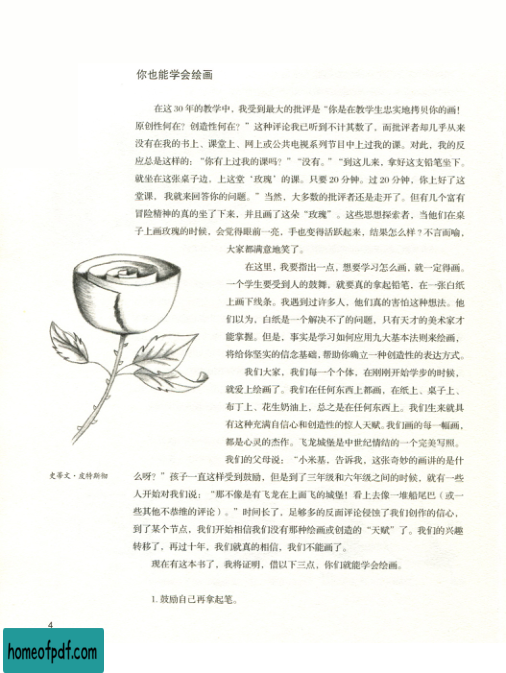 你也能学会绘画
在这 30 年的教学中，我受到最大的批评是“你是在教学生忠实地拷贝你的画！
原创性何在？创造性何在？”这种评论我已听到不计其数了，而批评者却几乎从来
没有在我的书上、课堂上、网上或公共电视系列节目中上过我的课。对此，我的反
应总是这样的：“你有上过我的课吗？”“没有。”“到这儿来，拿好这支铅笔坐下。
就坐在这张桌子边，上这堂‘玫瑰’的课。只要 20 分钟。过 20 分钟，你上好了这
堂课，我就来回答你的问题。”当然，大多数的批评者还是走开了。但有几个富有
冒险精神的真的坐了下来，并且画了这朵“玫瑰”。这些思想探索者，当他们在桌
子上画玫瑰的时候，会觉得眼前一亮，手也变得活跃起来，结果怎么样？不言而喻，
大家都满意地笑了。
在这里，我要指出一点，想要学习怎么画，就一定得画。
一个学生要受到人的鼓舞，就要真的拿起铅笔，在一张白纸
上画下线条。我遇到过许多人，他们真的害怕这种想法。他
们以为，白纸是一个解决不了的问题，只有天才的美术家才
能掌握。但是，事实是学习如何应用九大基本法则来绘画，
将给你坚实的信念基础，帮助你确立一种创造性的表达方式。
我们大家，我们每一个个体，在刚刚开始学步的时候，
就爱上绘画了。我们在任何东西上都画，在纸上、桌子上、
布丁上、花生奶油上，总之是在任何东西上。我们生来就具
有这种充满自信心和创造性的惊人天赋。我们画的每一幅画，
都是心灵的杰作。飞龙城堡是中世纪情结的一个完美写照。
我们的父母说：“小米基，告诉我，这张奇妙的画讲的是什
史蒂文·皮特斯勃
么呀？”孩子一直这样受到鼓励，但是到了三年级和六年级之间的时候，就有一些
人开始对我们说：“那不像是有飞龙在上面飞的城堡！看上去像一堆船尾巴（或一
些其他不恭维的评论）。”时间长了，足够多的反面评论侵蚀了我们创作的信心，
到了某个节点，我们开始相信我们没有那种绘画或创造的“天赋”了。我们的兴趣
转移了，再过十年，我们就真的相信，我们不能画了。
现在有这本书了，我将证明，借以下三点，你们就能学会绘画。
1. 鼓励自己再拿起笔。
4
homeofpdf.com